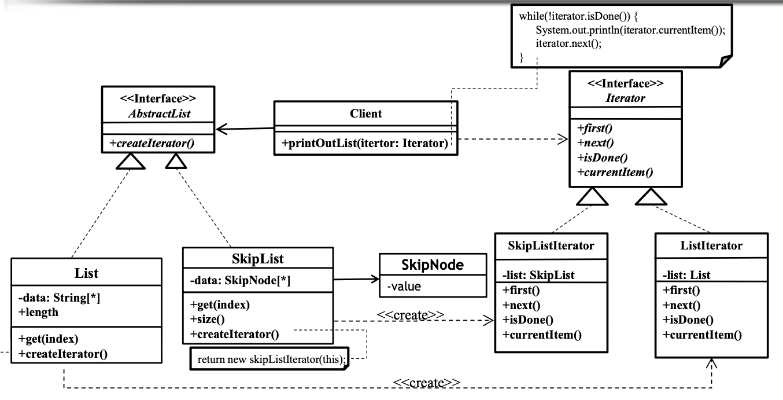 while(!iterator.isDone()) {
System.out.println(iterator.currentItem());
iterator.next();
}
<<Interface>>
AbstractList
+createIterator()
Client
+printOutList(itertor: Iterator)
<<Interface>>
Iterator
+first()
+next()
+isDone()
+currentItem()
List
-data: String[*]
+length
+get(index)
+createIterator()
SkipList
-data: SkipNode[*]
+get(index)
+size()
+createIterator()
return new skipListIterator(this);
SkipNode
-value
<<create>>
SkipListIterator
-list: SkipList
+first()
+next()
+isDone()
+currentItem()
ListIterator
-list: List
+first()
+next()
+isDone()
+currentItem()
<<create>>